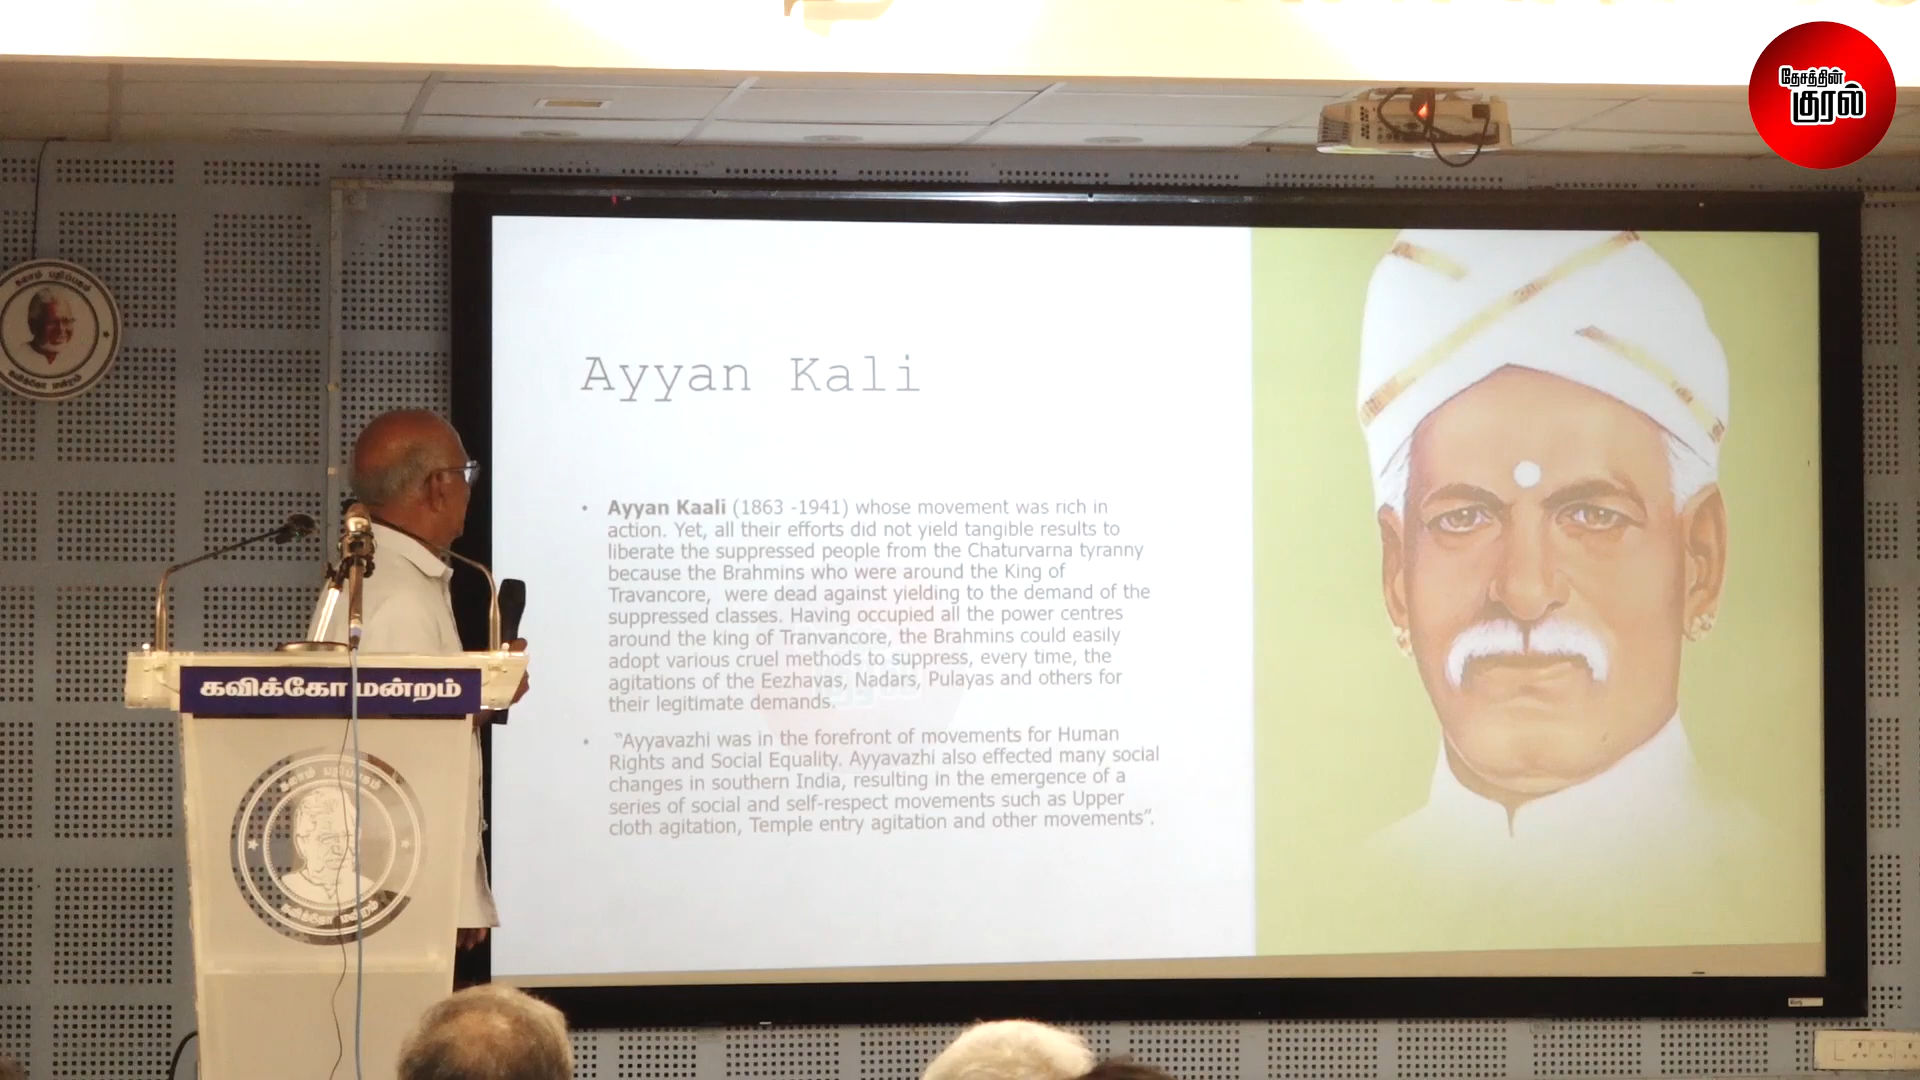 தேசத்தின்
குரல்
Ayyan Kali
• Ayyan Kaali (1863 -1941) whose movement was rich in
action. Yet, all their efforts did not yield tangible results to
liberate the suppressed people from the Chaturvarna tyranny
because the Brahmins who were around the King of
Travancore, were dead against yielding to the demand of the
suppressed classes. Having occupied all the power centres
around the king of Tranvancore, the Brahmins could easily
adopt various cruel methods to suppress, every time, the
agitations of the Eezhavas, Nadars, Pulayas and others for
their legitimate demands.
• “Ayyavazhi was in the forefront of movements for Human
Rights and Social Equality. Ayyavazhi also effected many social
changes in southern India, resulting in the emergence of a
series of social and self-respect movements such as Upper
cloth agitation, Temple entry agitation and other movements”.
கவிக்கோ மன்றம்
கவிக்கோ மன்றம்